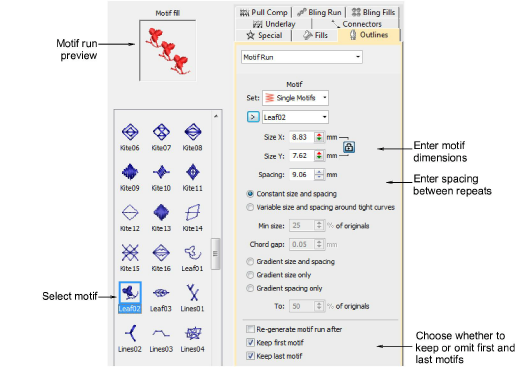 Motif fill
Motif run
preview
Pull Comp
Bling Run
Bling Fills
Underlay
Connectors
Special
Fills
Outlines
Motif Run
Motif
Set:
Single Motifs
>
Leaf02
Size X:
8.83
mm
Size Y:
7.62
mm
Spacing:
9.06
mm
Enter motif
dimensions
Enter spacing
between repeats
Constant size and spacing
Variable size and spacing around tight curves
Min size:
25
% of originals
Chord gap:
0.05
mm
Gradient size and spacing
Gradient size only
Gradient spacing only
To:
50
% of originals
Re-generate motif run after
Keep first motif
Keep last motif
Choose whether
to keep or omit first and
last motifs
Kite06
Kite07
Kite08
Kite09
Kite10
Kite11
Kite12
Kite13
Kite14
Kite15
Kite16
Leaf01
Select motif
Leaf02
Leaf03
Lines01
Lines02
Lines03
Lines04